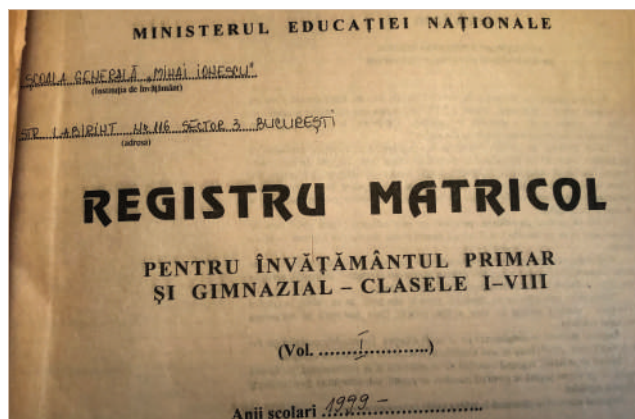 MINISTERUL EDUCAȚIEI NAȚIONALE
ȘCOALA GENERALĂ „MIHAI IONESCU"
(Instituția de învățământ)
STR. LABIRINT Nr. 116 SECTOR 3 BUCUREȘTI
(adresa)
REGISTRU MATRICOL
PENTRU ÎNVĂȚĂMÂNTUL PRIMAR
ȘI GIMNAZIAL – CLASELE I–VIII
(Vol. ........I..............)
Anii școlari .1999 –....................